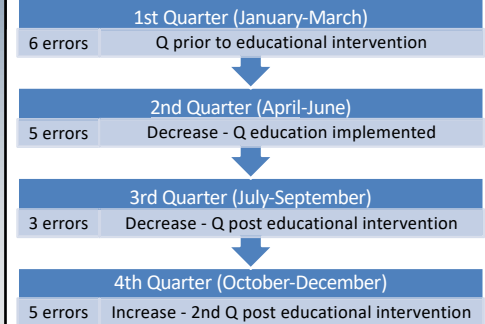 1st Quarter (January-March)
6 errors Q prior to educational intervention
2nd Quarter (April-June)
5 errors Decrease - Q education implemented
3rd Quarter (July-September)
3 errors Decrease - Q post educational intervention
4th Quarter (October-December)
5 errors Increase - 2nd Q post educational intervention